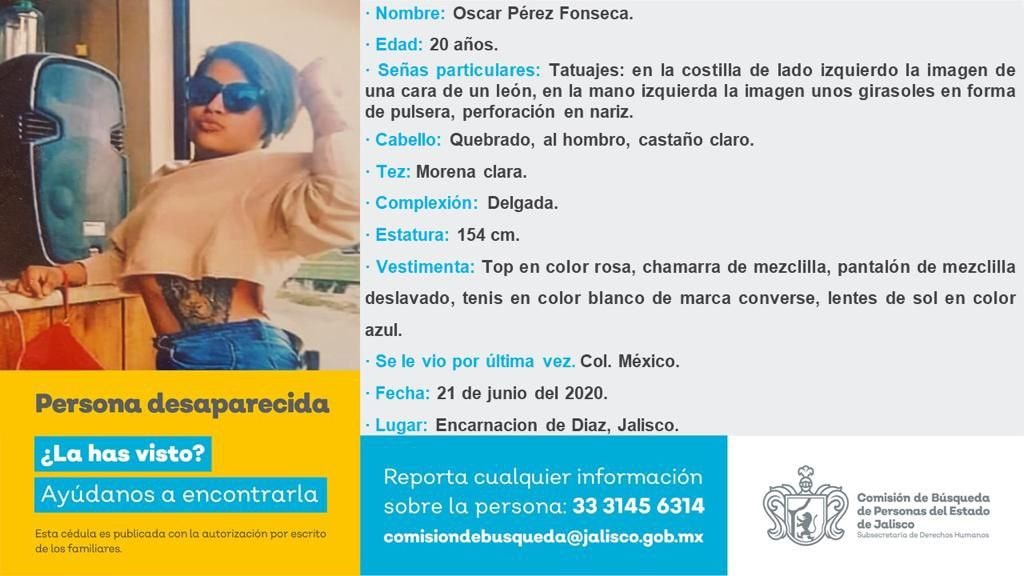 · Nombre: Oscar Pérez Fonseca.
· Edad: 20 años.
· Señas particulares: Tatuajes: en la costilla de lado izquierdo la imagen de
una cara de un león, en la mano izquierda la imagen unos girasoles en forma
de pulsera, perforación en nariz.
· Cabello: Quebrado, al hombro, castaño claro.
· Tez: Morena clara.
· Complexión: Delgada.
· Estatura: 154 cm.
· Vestimenta: Top en color rosa, chamarra de mezclilla, pantalón de mezclilla
deslavado, tenis en color blanco de marca converse, lentes de sol en color
azul.
· Se le vio por última vez. Col. México.
· Fecha: 21 de junio del 2020.
· Lugar: Encarnacion de Diaz, Jalisco.
Persona desaparecida
¿La has visto?
Ayúdanos a encontrarla
Esta cédula es publicada con la autorización por escrito
de los familiares.
Reporta cualquier información
sobre la persona: 33 3145 6314
comisiondebusqueda@jalisco.gob.mx
Comisión de Búsqueda
de Personas del Estado
de Jalisco
Subsecretaría de Derechos Humanos